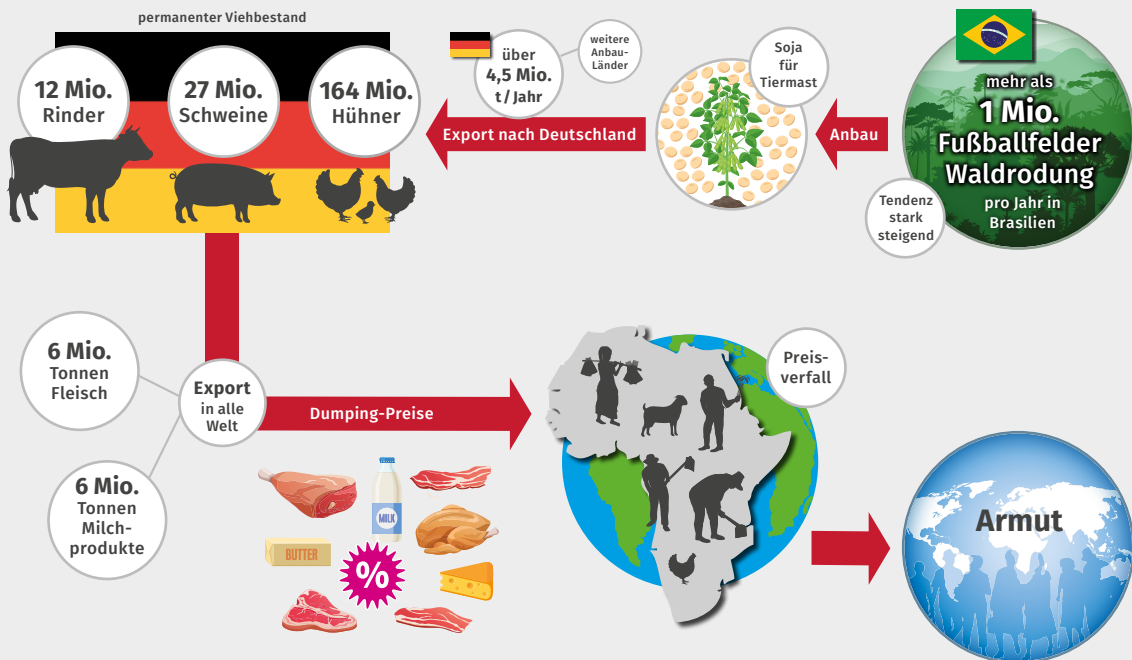 permanenter Viehbestand
12 Mio.
Rinder
27 Mio.
Schweine
164 Mio.
Hühner
über
4,5 Mio.
t / Jahr
weitere
Anbau-
Länder
Export nach Deutschland
Soja
für
Tiermast
Anbau
mehr als
1 Mio.
Fußballfelder
Waldrodung
pro Jahr in
Brasilien
Tendenz
stark
steigend
6 Mio.
Tonnen
Fleisch
6 Mio.
Tonnen
Milch-
produkte
Export
in alle
Welt
Dumping-Preise
MILK
BUTTER
%
Preis-
verfall
Armut